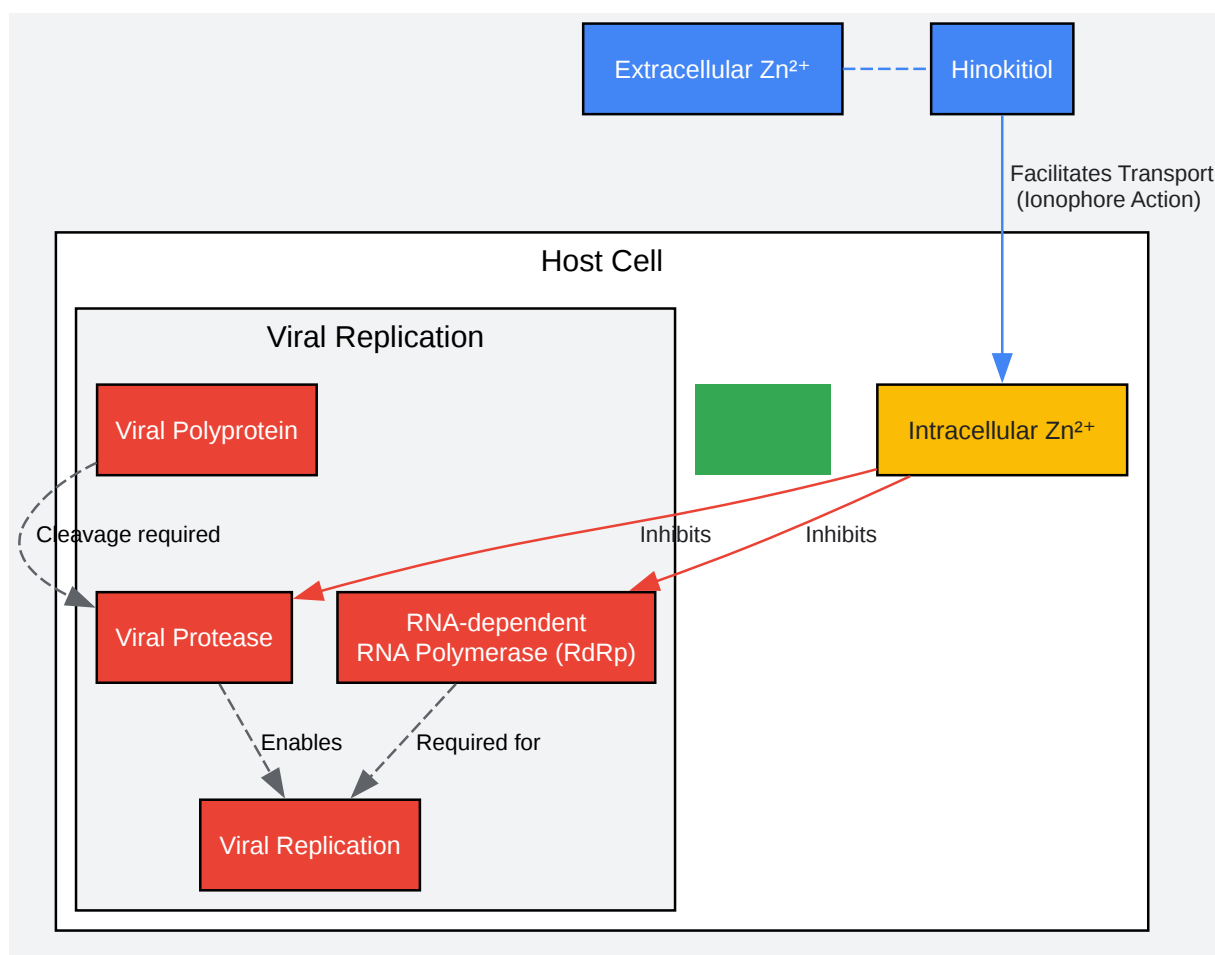 Extracellular Zn²⁺
Hinokitiol
Facilitates Transport
(Ionophore Action)
Host Cell
Viral Replication
Viral Polyprotein
Intracellular Zn²⁺
Cleavage required
Inhibits
Inhibits
Viral Protease
RNA-dependent
RNA Polymerase (RdRp)
Enables
Required for
Viral Replication